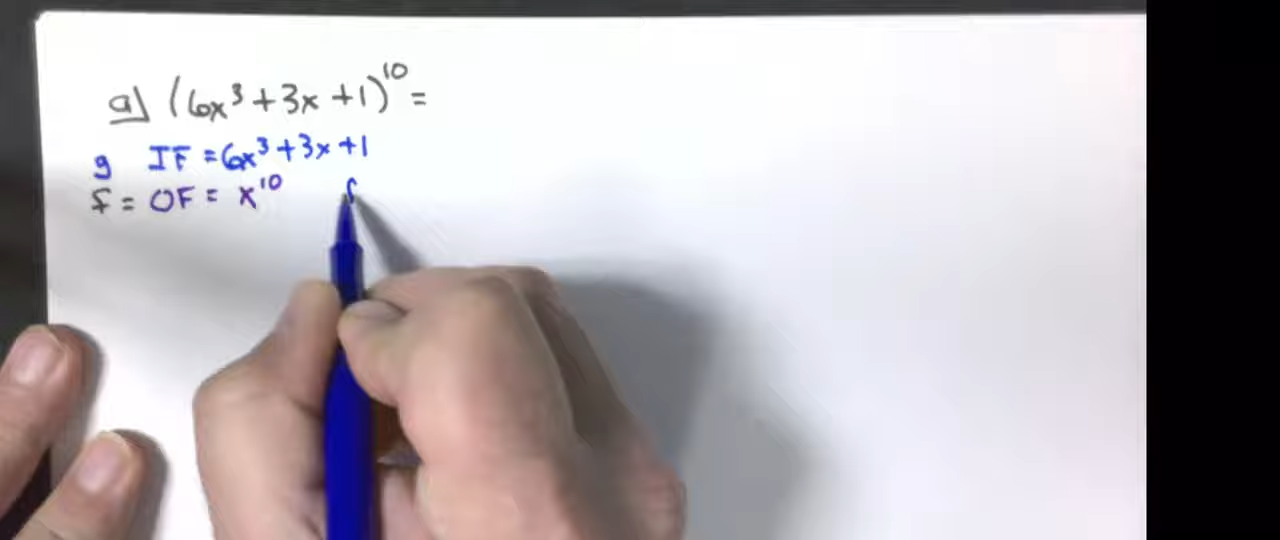 a) (6x³+3x+1)¹⁰ =
g IF = 6x³+3x+1
f = OF = x¹⁰